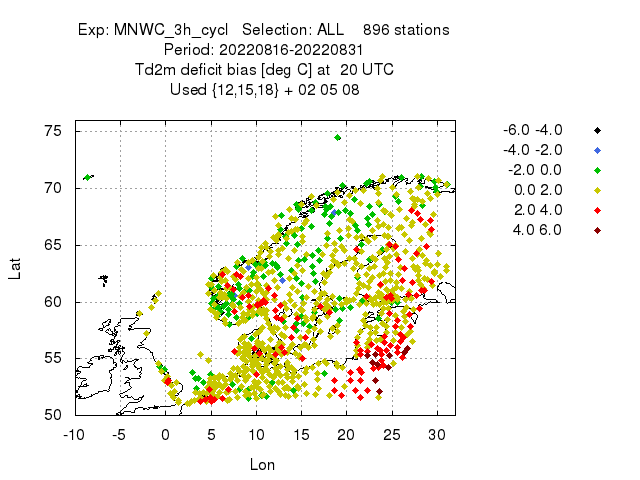 Exp: MNWC_3h_cycl   Selection: ALL    896 stations
Period: 20220816-20220831
Td2m deficit bias [deg C] at  20 UTC
Used {12,15,18} + 02 05 08
-6.0 -4.0
-4.0 -2.0
-2.0 0.0
0.0 2.0
2.0 4.0
4.0 6.0
75
70
65
60
55
50
Lat
-10 -5 0 5 10 15 20 25 30
Lon